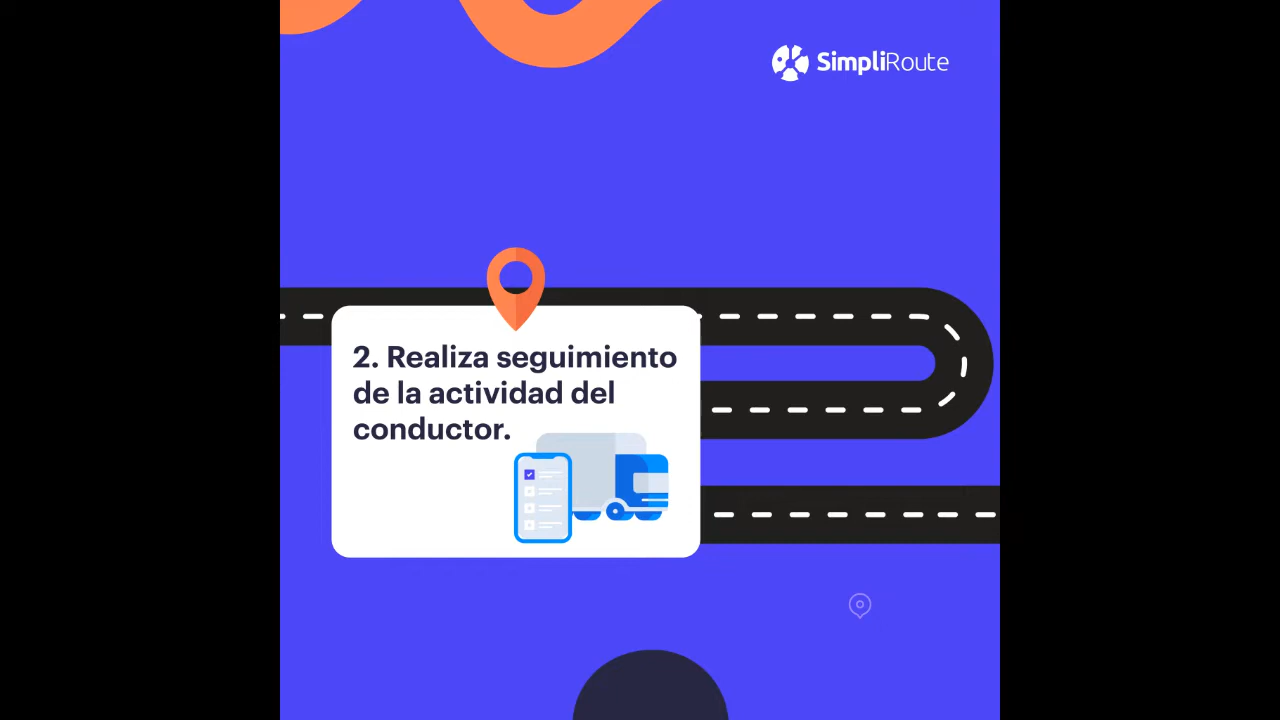 SimpliRoute
2. Realiza seguimiento
de la actividad del
conductor.